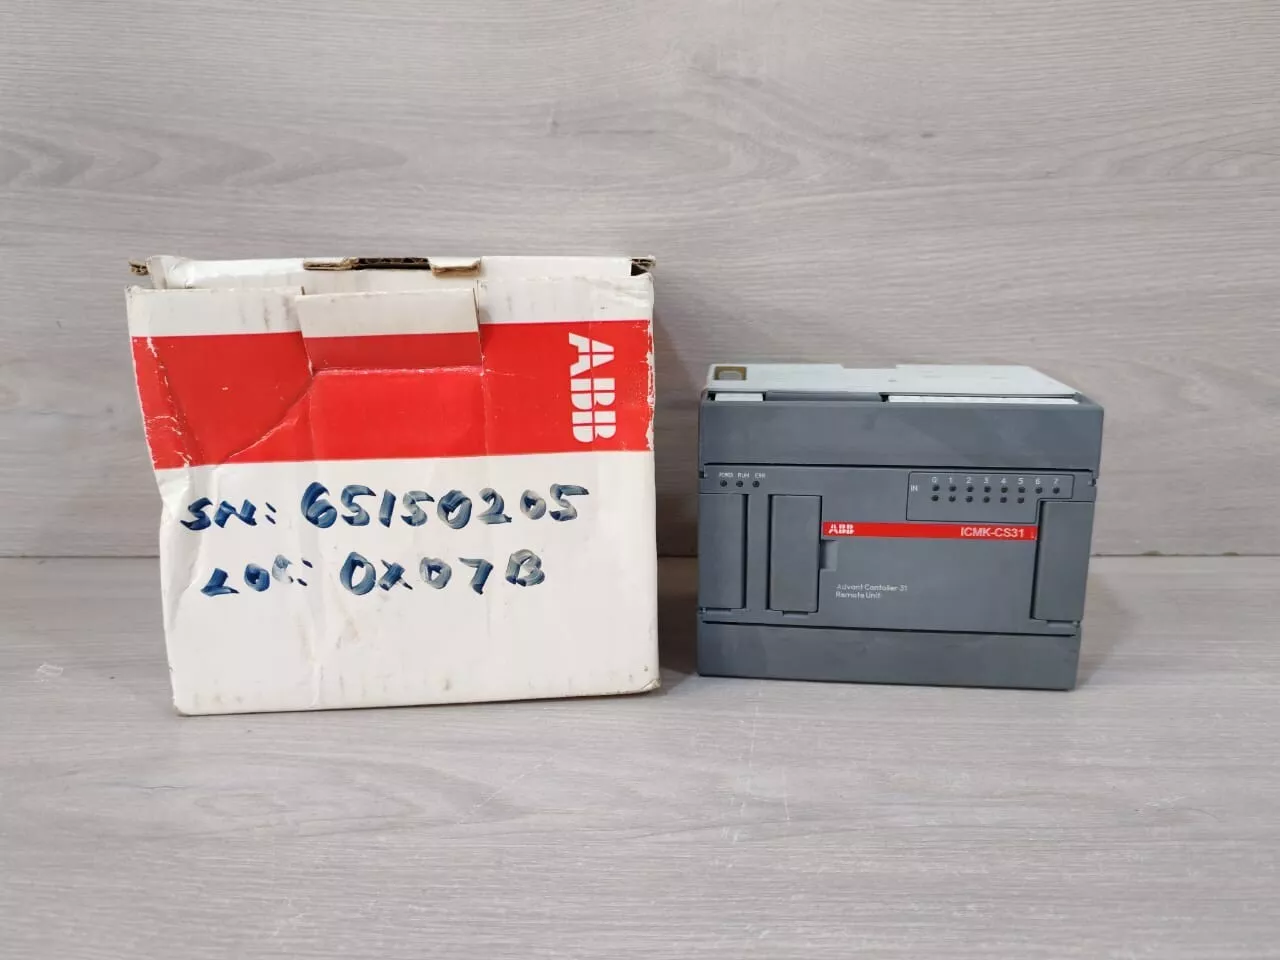 ABB
SN: 65150205
LOC: 0X07B
POWER RUN ERR
0 1 2 3 4 5 6 7
IN
ABB ICMK-CS31
Advant Controller 31
Remote Unit